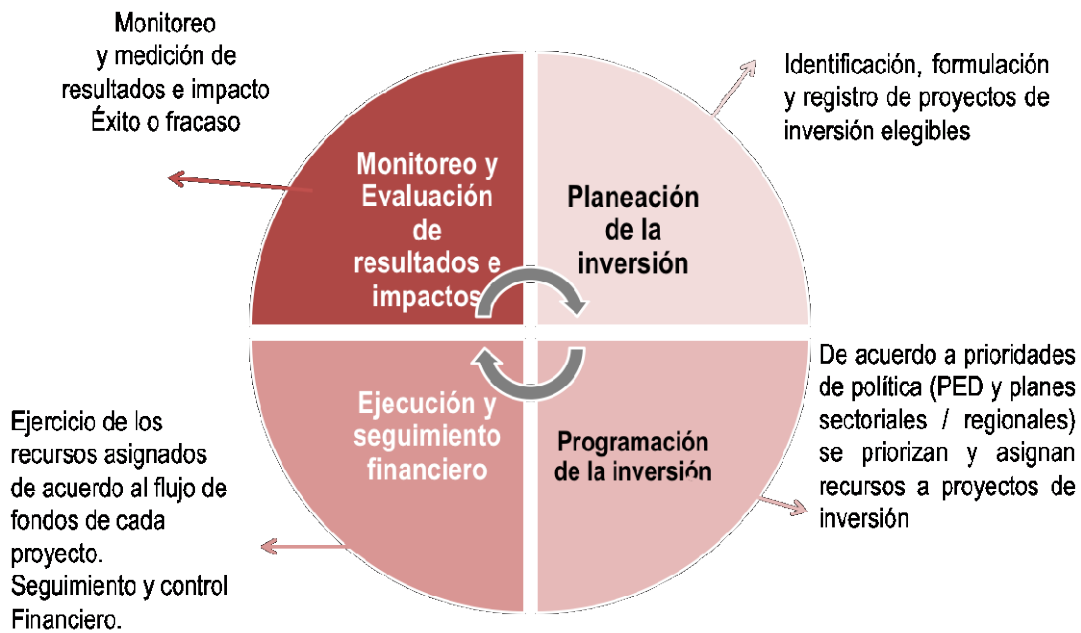 Monitoreo
y medición de
resultados e impacto
Éxito o fracaso
Identificación, formulación
y registro de proyectos de
inversión elegibles
Monitoreo y
Evaluación
de
resultados e
impactos
Planeación
de la
inversión
Ejecución y
seguimiento
financiero
Programación
de la inversión
De acuerdo a prioridades
de política (PED y planes
sectoriales / regionales)
se priorizan y asignan
recursos a proyectos de
inversión
Ejercicio de los
recursos asignados
de acuerdo al flujo de
fondos de cada
proyecto.
Seguimiento y control
Financiero.